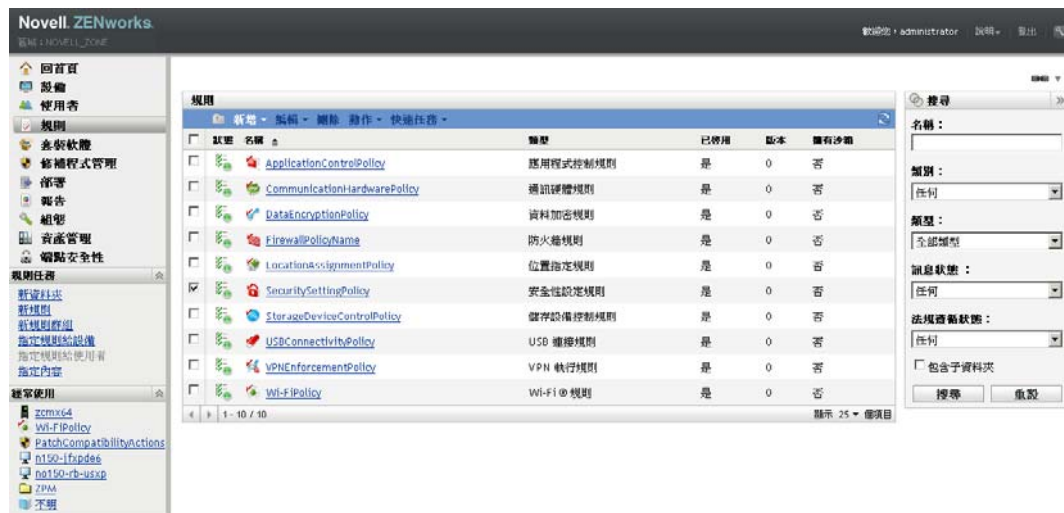 Novell. ZENworks.
區域：NOVELL_ZONE
歡迎您，administrator 說明 登出
回首頁
設備
使用者
規則
套裝軟體
修補程式管理
部署
報告
組態
資產管理
端點安全性
規則任務
新資料夾
新規則
新規則群組
指定規則給設備
指定規則給使用者
指定內容
經常使用
zcmx64
Wi-FiPolicy
PatchCompatibilityActions
n150-jfxpde6
no150-rb-usxp
ZPM
不明
規則
新增 編輯 刪除 動作 快速任務
狀態 名稱 類型 已啟用 版本 擁有沙箱
ApplicationControlPolicy 應用程式控制規則 是 0 否
CommunicationHardwarePolicy 通訊硬體規則 是 0 否
DataEncryptionPolicy 資料加密規則 是 0 否
FirewallPolicyName 防火牆規則 是 0 否
LocationAssignmentPolicy 位置指定規則 是 0 否
SecuritySettingPolicy 安全性設定規則 是 0 否
StorageDeviceControlPolicy 儲存設備控制規則 是 0 否
USBConnectivityPolicy USB 連接規則 是 0 否
VPNEnforcementPolicy VPN 執行規則 是 0 否
Wi-FiPolicy Wi-Fi ® 規則 是 0 否
1 - 10 / 10 顯示 25 個項目
搜尋
名稱：
類別：
任何
類型：
全部類型
訊息狀態：
任何
法規遵循狀態：
任何
包含子資料夾
搜尋 重設